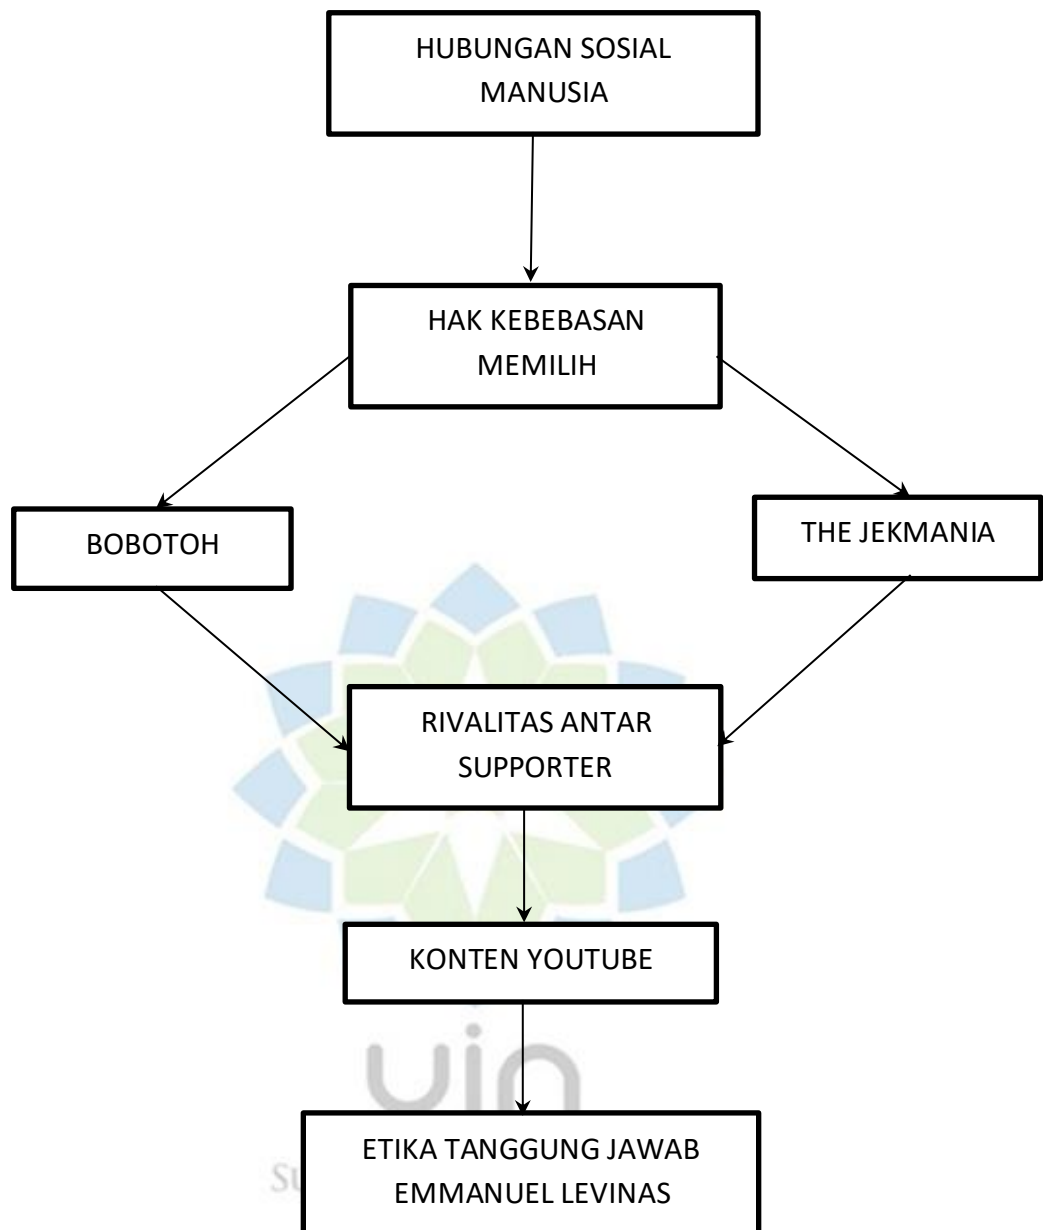 HUBUNGAN SOSIAL
MANUSIA
HAK KEBEBASAN
MEMILIH
BOBOTOH
THE JEKMANIA
RIVALITAS ANTAR
SUPPORTER
KONTEN YOUTUBE
uin
ETIKA TANGGUNG JAWAB
EMMANUEL LEVINAS